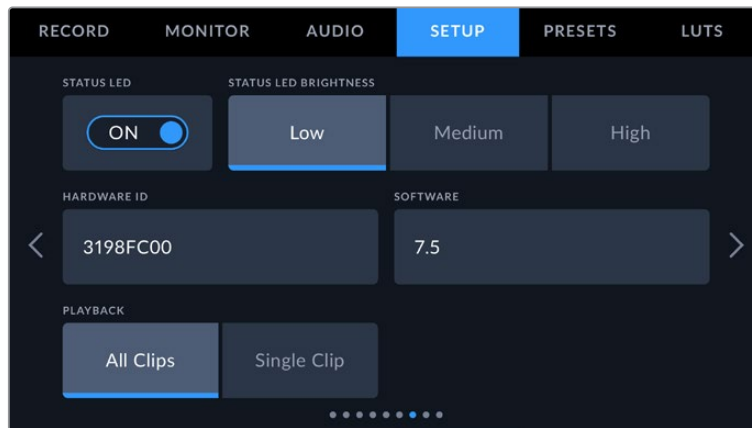 RECORD MONITOR AUDIO SETUP PRESETS LUTS
STATUS LED STATUS LED BRIGHTNESS
ON Low Medium High
HARDWARE ID SOFTWARE
3198FC00 7.5
PLAYBACK
All Clips Single Clip